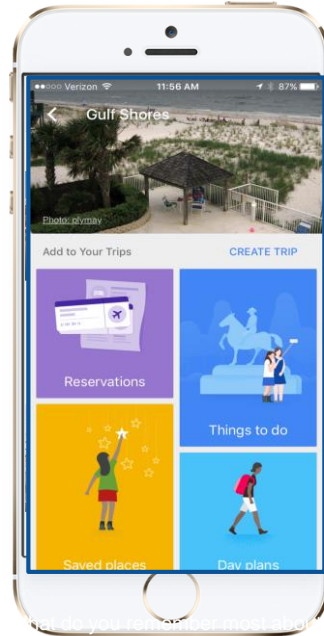 ●●○○○ Verizon 11:56 AM 87%
Gulf Shores
Photo: plymay
Add to Your Trips CREATE TRIP
Reservations
Things to do
Saved places
Day plans
hat do you remember most about